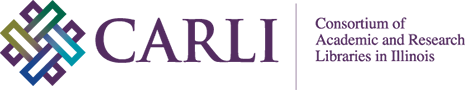 CARLI
Consortium of
Academic and Research
Libraries in Illinois